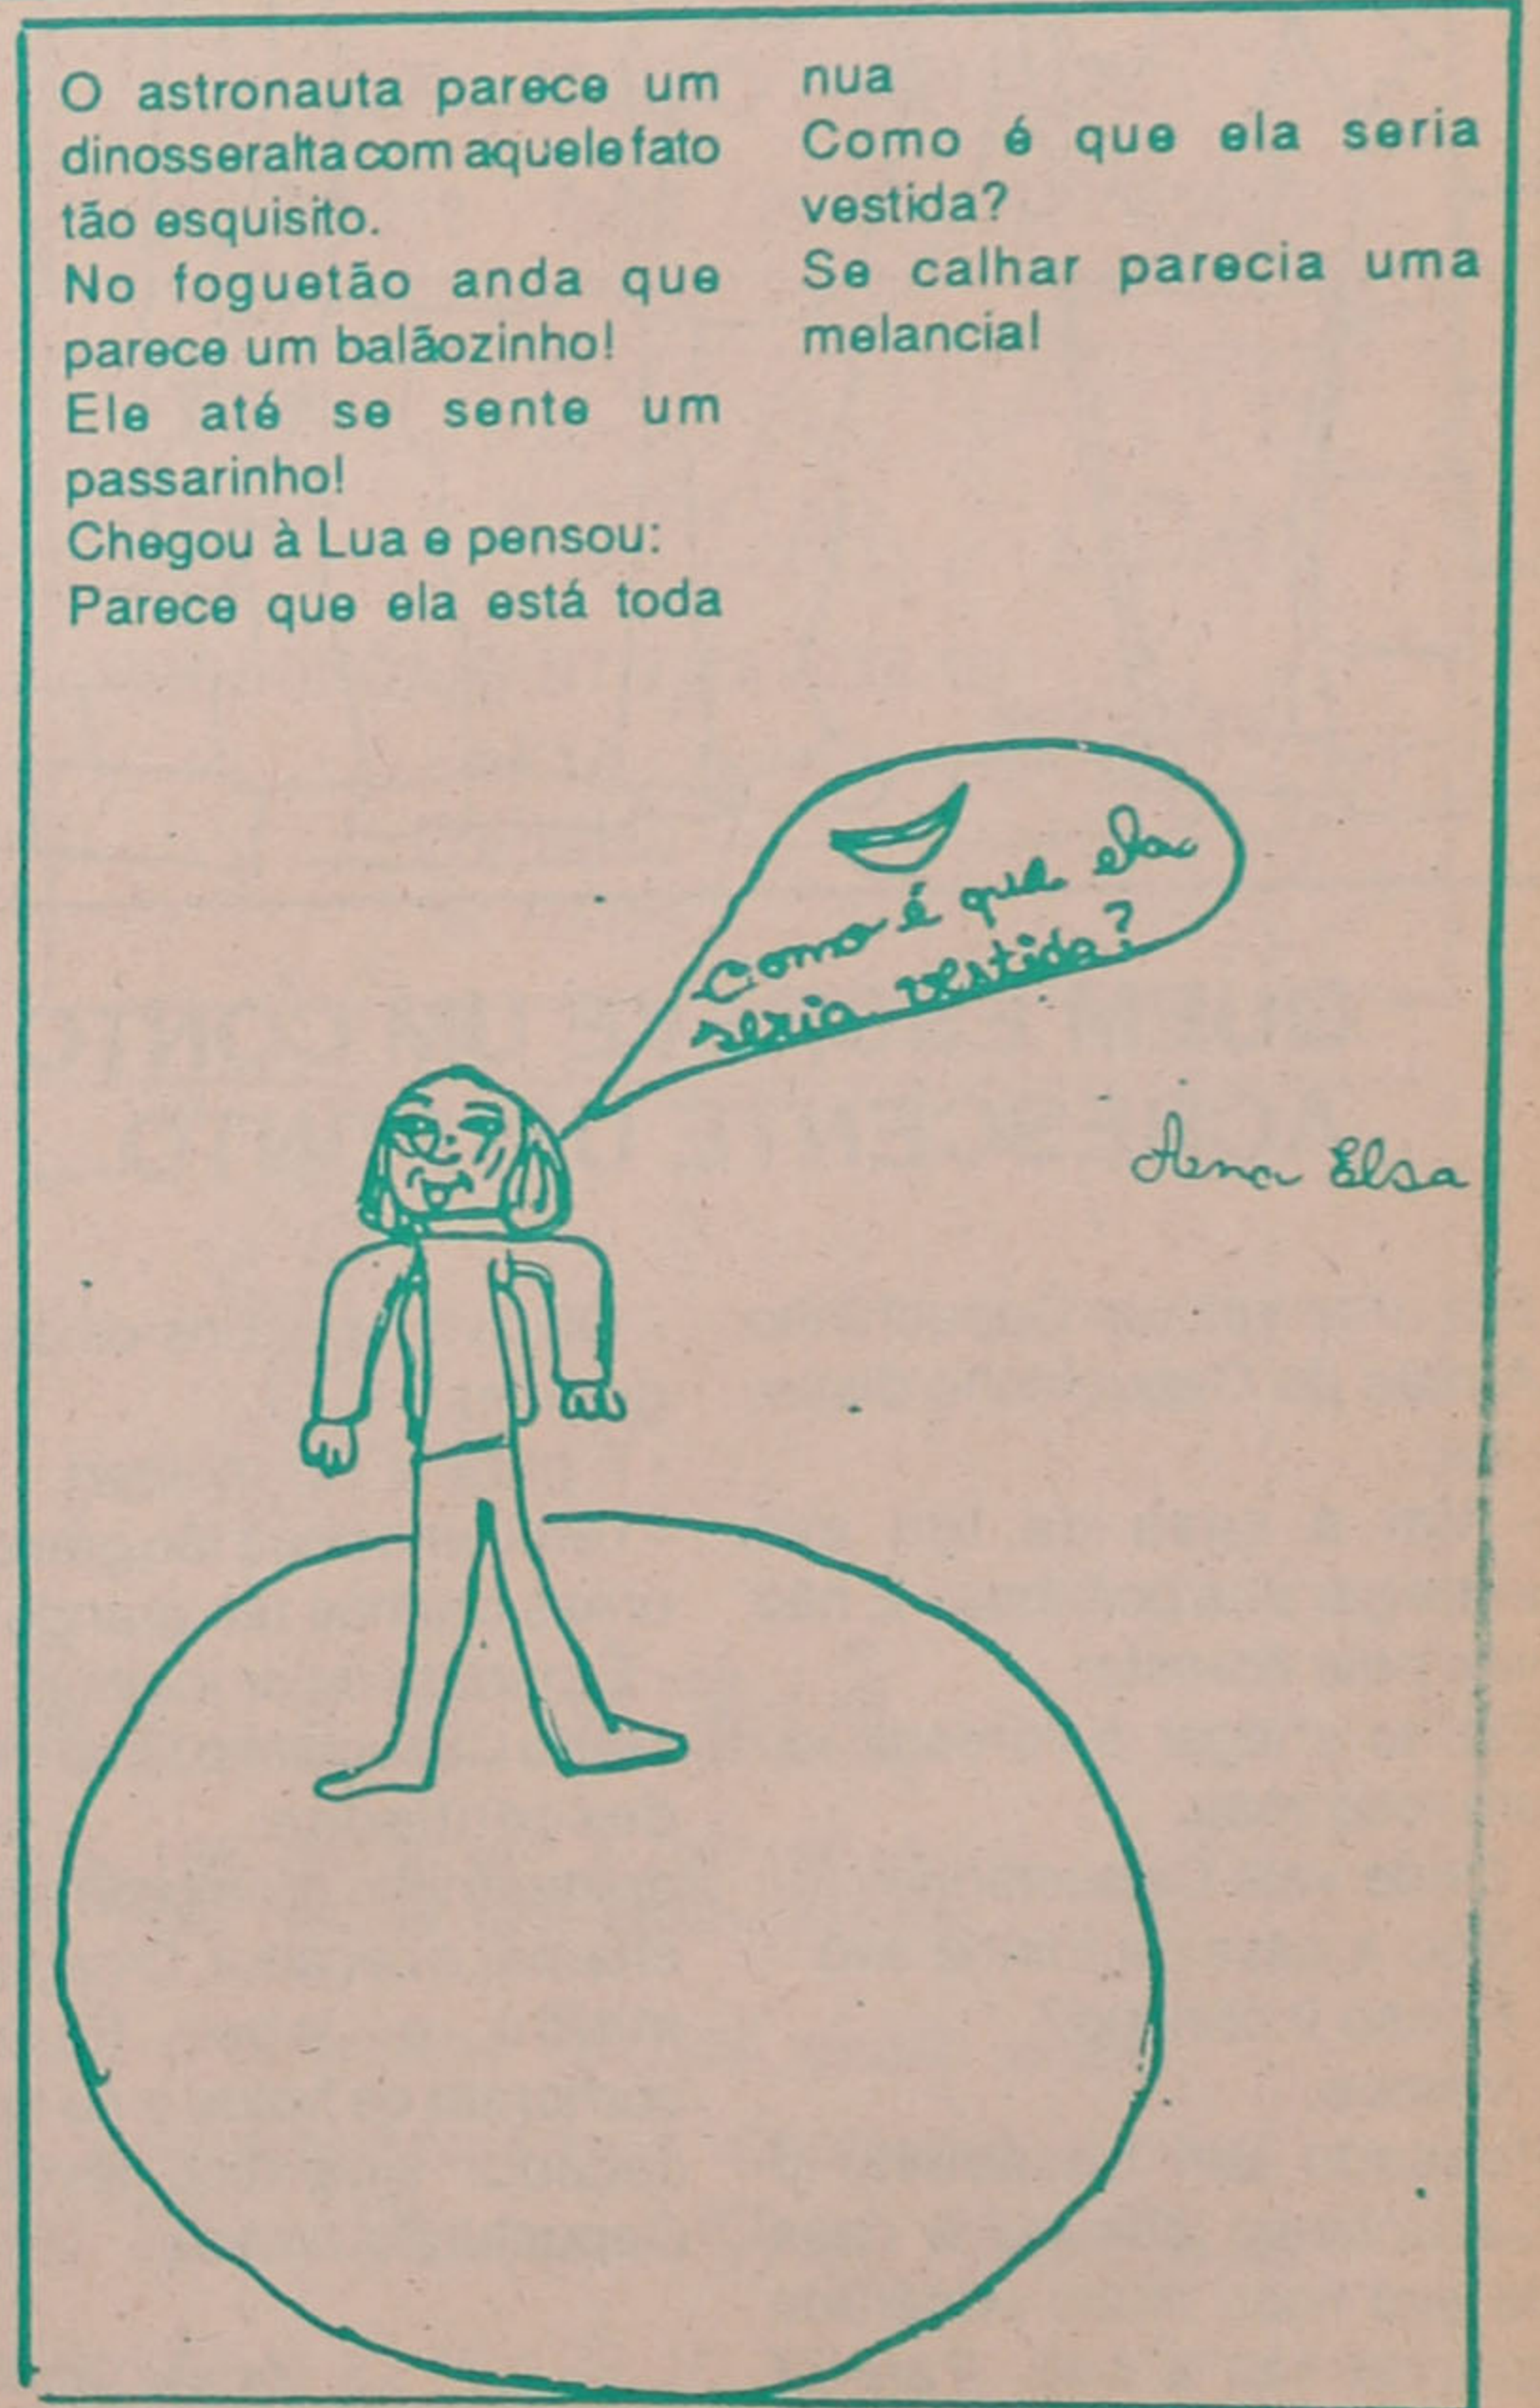 O astronauta parece um
dinosseralta com aquele fato
tão esquisito.
No foguetão anda que
parece um balãozinho!
Ele até se sente um
passarinho!
Chegou à Lua e pensou:
Parece que ela está toda
nua
Como é que ela seria
vestida?
Se calhar parecia uma
melancia!
Como é que ela
seria vestida?
Ana Elsa